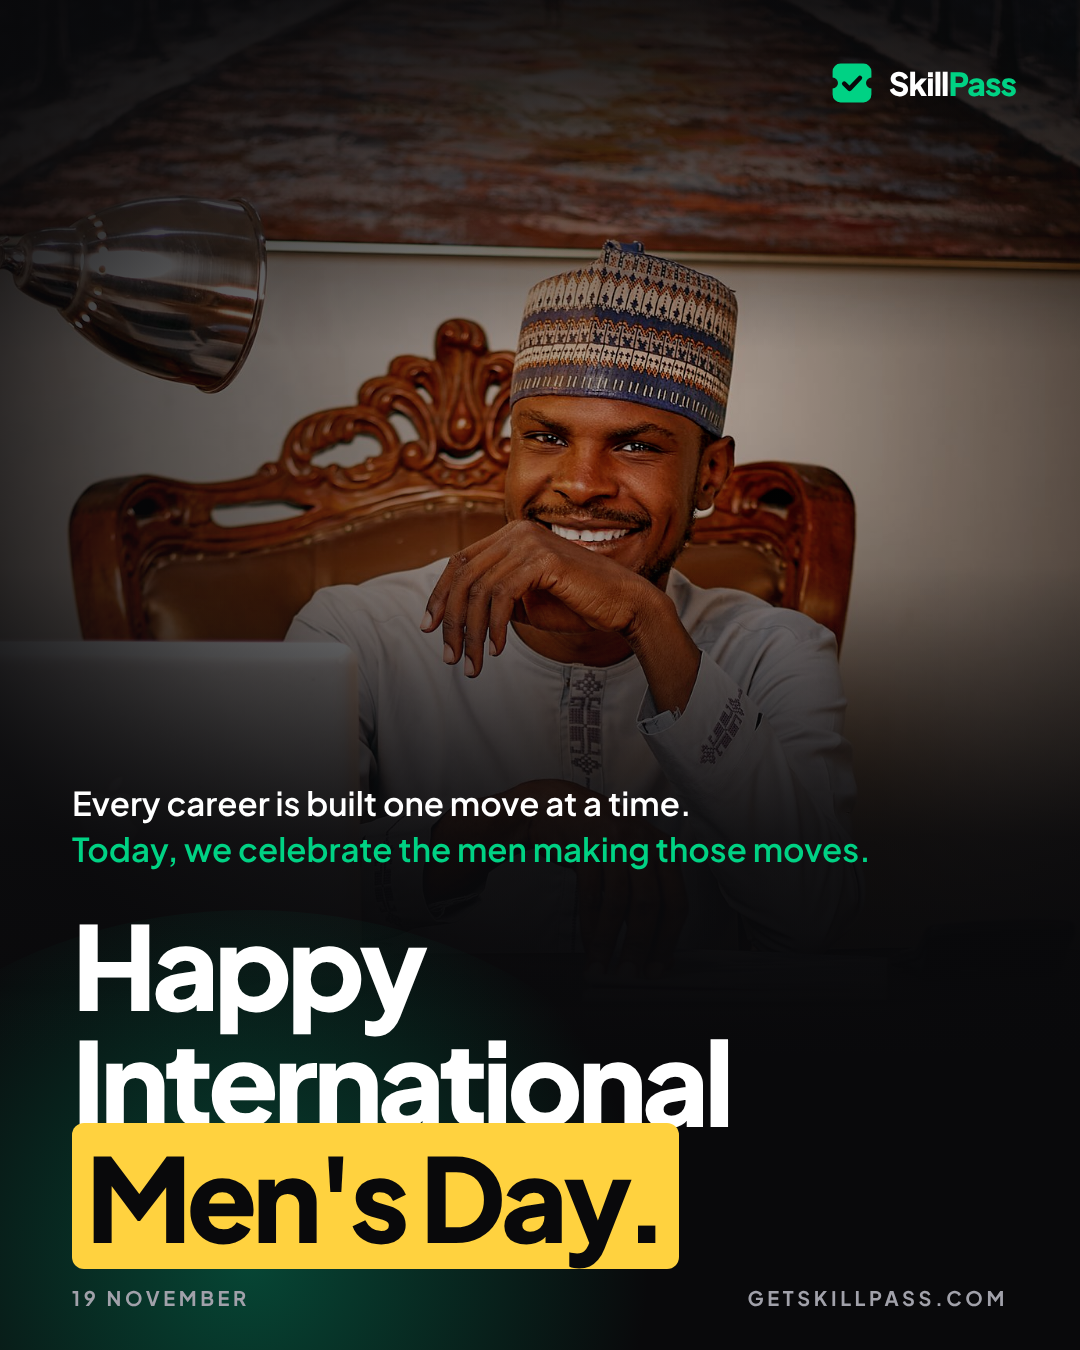 SkillPass
Every career is built one move at a time.
Today, we celebrate the men making those moves.
Happy
International
Men's Day.
19 NOVEMBER
GETSKILLPASS.COM